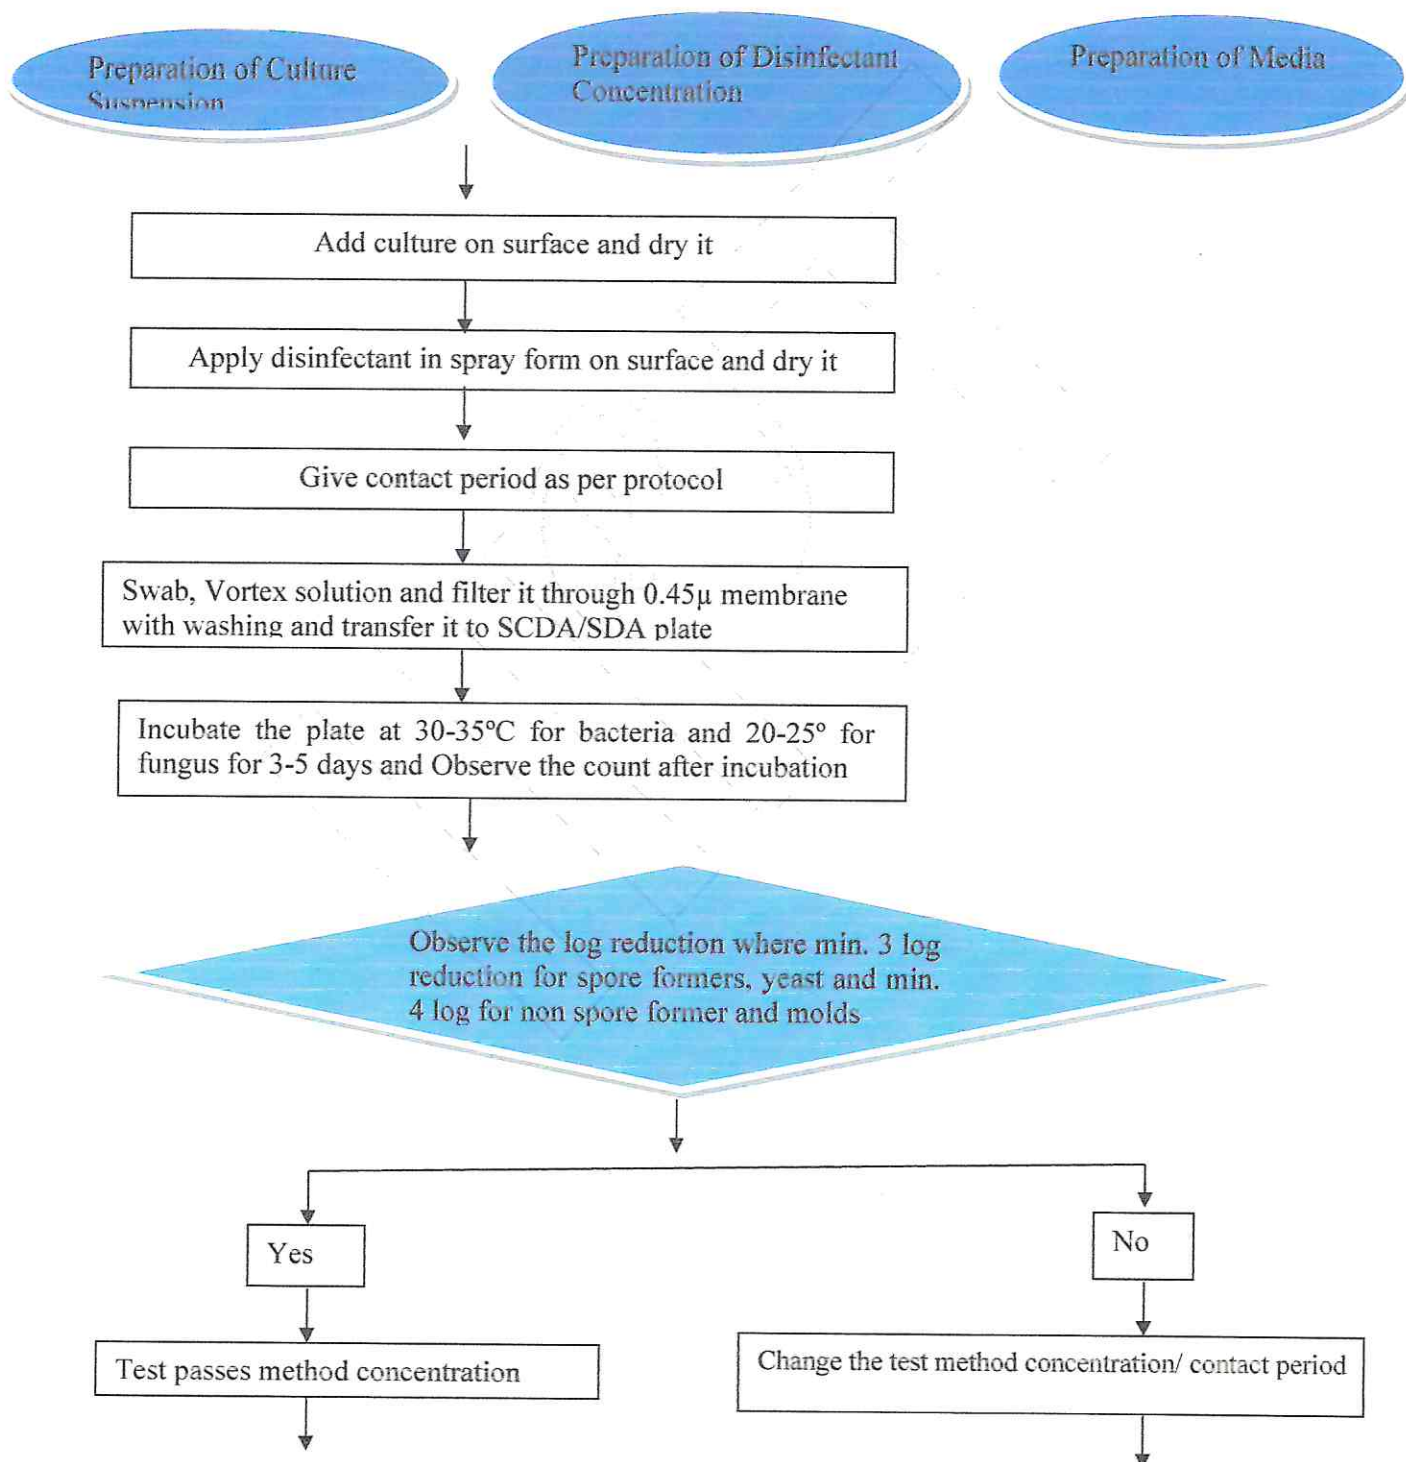 Preparation of Culture
Suspension
Preparation of Disinfectant
Concentration
Preparation of Media
Add culture on surface and dry it
Apply disinfectant in spray form on surface and dry it
Give contact period as per protocol
Swab, Vortex solution and filter it through 0.45µ membrane
with washing and transfer it to SCDA/SDA plate
Incubate the plate at 30-35ºC for bacteria and 20-25º for
fungus for 3-5 days and Observe the count after incubation
Observe the log reduction where min. 3 log
reduction for spore formers, yeast and min.
4 log for non spore former and molds
Yes
No
Test passes method concentration
Change the test method concentration/ contact period